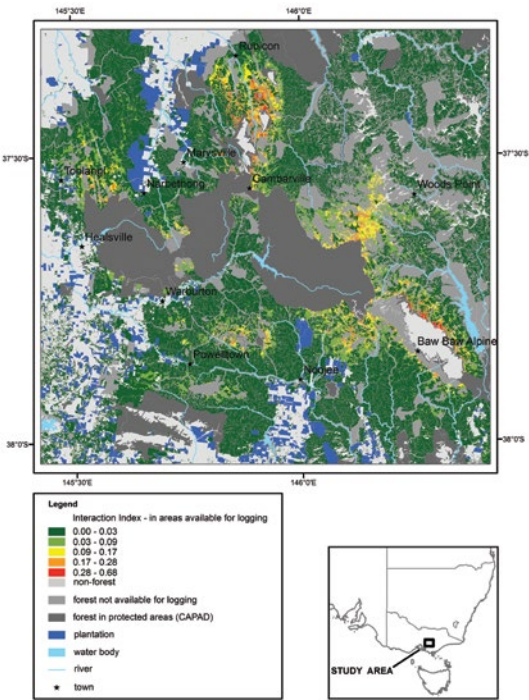 145°30'E 146°0'E
Rubicon
37°30'S 37°30'S
Marysville
Toolangi
Narbethong
Camberville
Woods Point
Healsville
Warburton
Baw Baw Alpine
Powelltown
Noojee
38°0'S 38°0'S
145°30'E 146°0'E
Legend
Interaction Index - in areas available for logging
0.00 - 0.03
0.03 - 0.09
0.09 - 0.17
0.17 - 0.28
0.28 - 0.68
non-forest
forest not available for logging
forest in protected areas (CAPAD)
plantation
water body
river
town
STUDY AREA